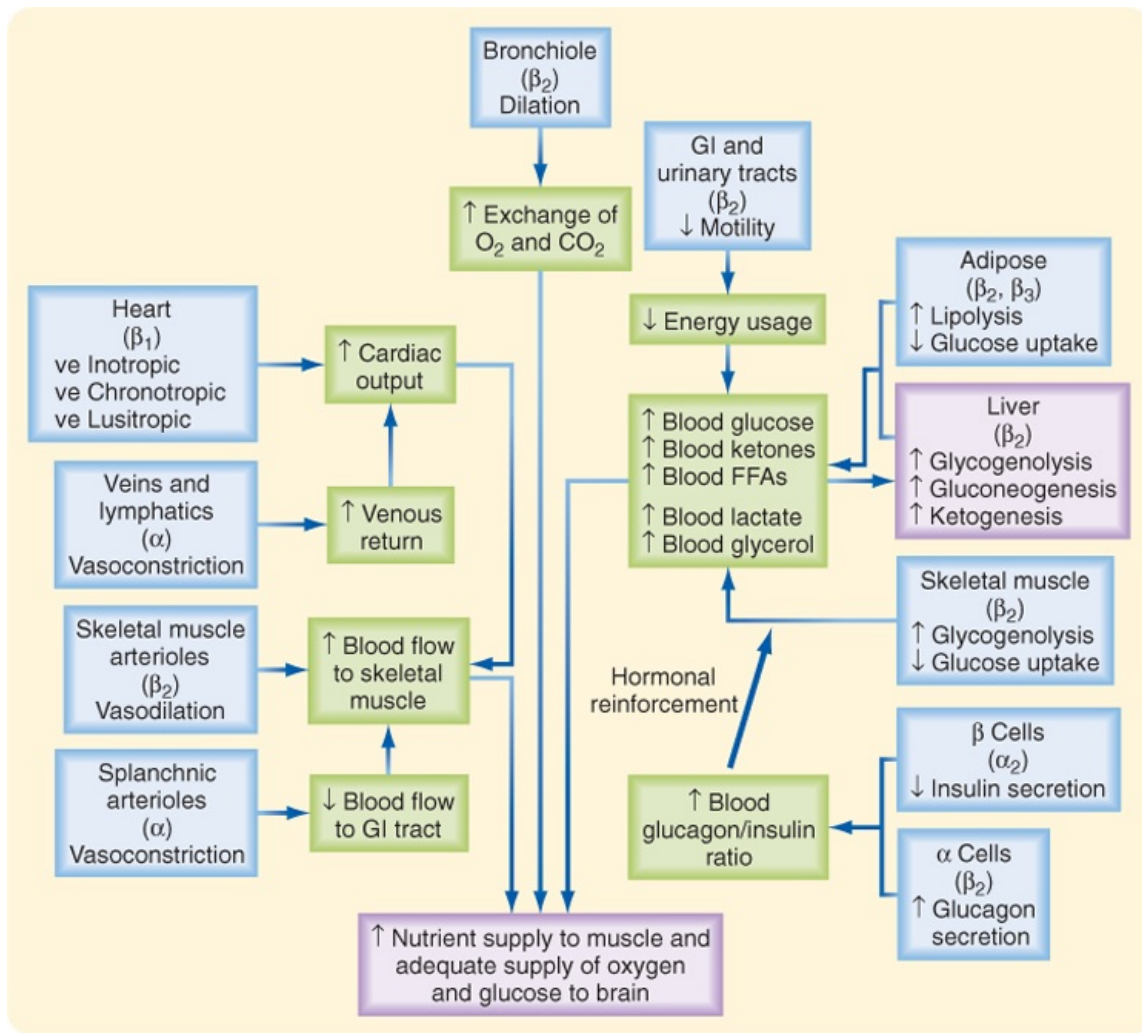 Bronchiole
(β₂)
Dilation
↑ Exchange of
O₂ and CO₂
GI and
urinary tracts
(β₂)
↓ Motility
↓ Energy usage
Heart
(β₁)
ve Inotropic
ve Chronotropic
ve Lusitropic
↑ Cardiac
output
Veins and
lymphatics
(α)
Vasoconstriction
↑ Venous
return
Skeletal muscle
arterioles
(β₂)
Vasodilation
↑ Blood flow
to skeletal
muscle
Splanchnic
arterioles
(α)
Vasoconstriction
↓ Blood flow
to GI tract
↑ Blood glucose
↑ Blood ketones
↑ Blood FFAs
↑ Blood lactate
↑ Blood glycerol
Adipose
(β₂, β₃)
↑ Lipolysis
↓ Glucose uptake
Liver
(β₂)
↑ Glycogenolysis
↑ Gluconeogenesis
↑ Ketogenesis
Skeletal muscle
(β₂)
↑ Glycogenolysis
↓ Glucose uptake
Hormonal
reinforcement
↑ Blood
glucagon/insulin
ratio
β Cells
(α₂)
↓ Insulin secretion
α Cells
(β₂)
↑ Glucagon
secretion
↑ Nutrient supply to muscle and
adequate supply of oxygen
and glucose to brain